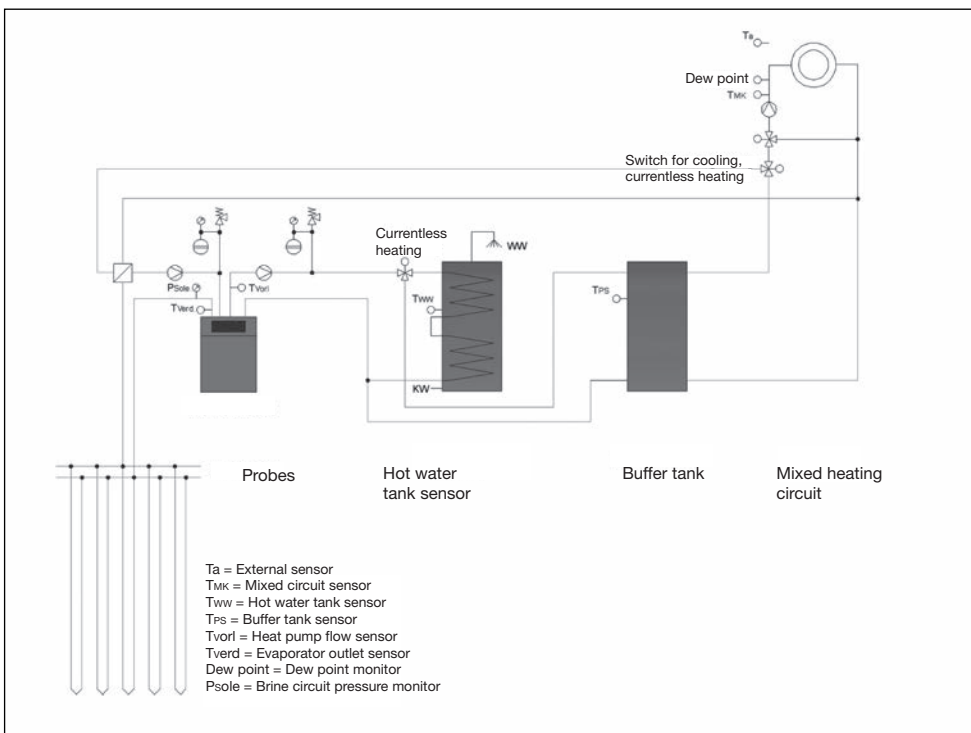 Ta
Dew point
TMK
Switch for cooling,
currentless heating
Currentless
heating
WW
PSole
TVorl
TVerd
TWW
TPS
KW
Probes
Hot water
tank sensor
Buffer tank
Mixed heating
circuit
Ta = External sensor
TMK = Mixed circuit sensor
Tww = Hot water tank sensor
TPS = Buffer tank sensor
Tvorl = Heat pump flow sensor
Tverd = Evaporator outlet sensor
Dew point = Dew point monitor
Psole = Brine circuit pressure monitor